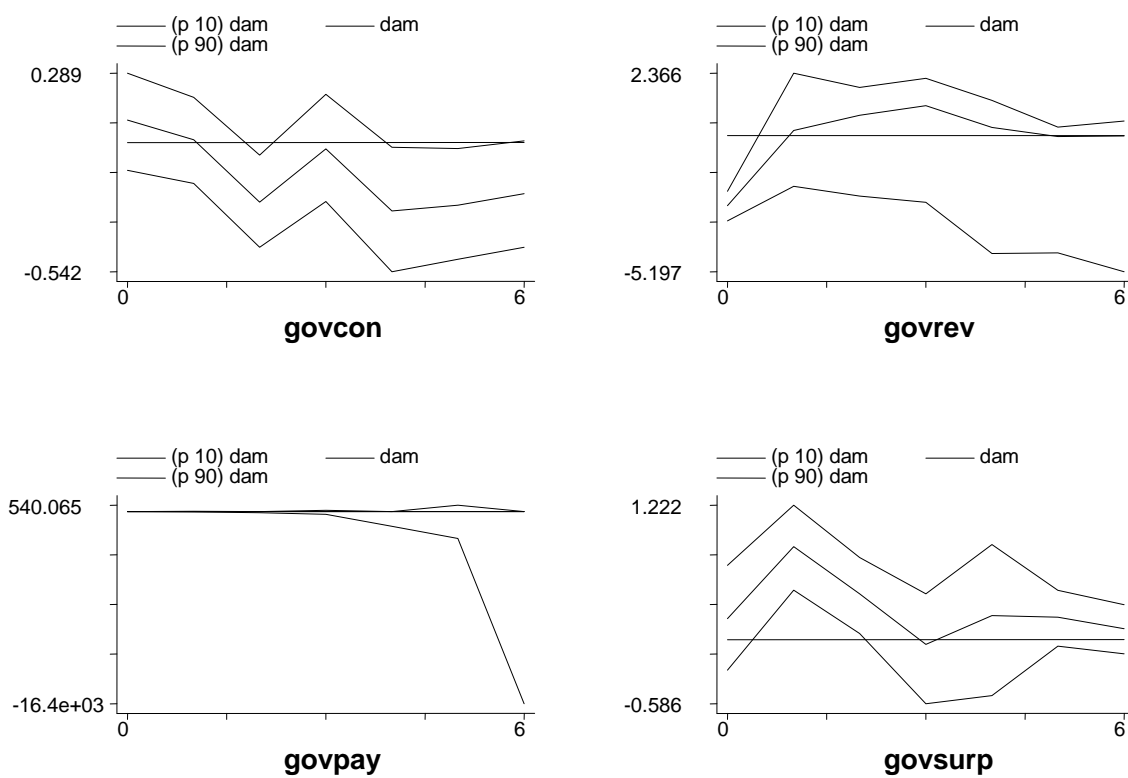 (p 10) dam dam
(p 90) dam
0.289
-0.542
0 6
govcon
(p 10) dam dam
(p 90) dam
2.366
-5.197
0 6
govrev
(p 10) dam dam
(p 90) dam
540.065
-16.4e+03
0 6
govpay
(p 10) dam dam
(p 90) dam
1.222
-0.586
0 6
govsurp